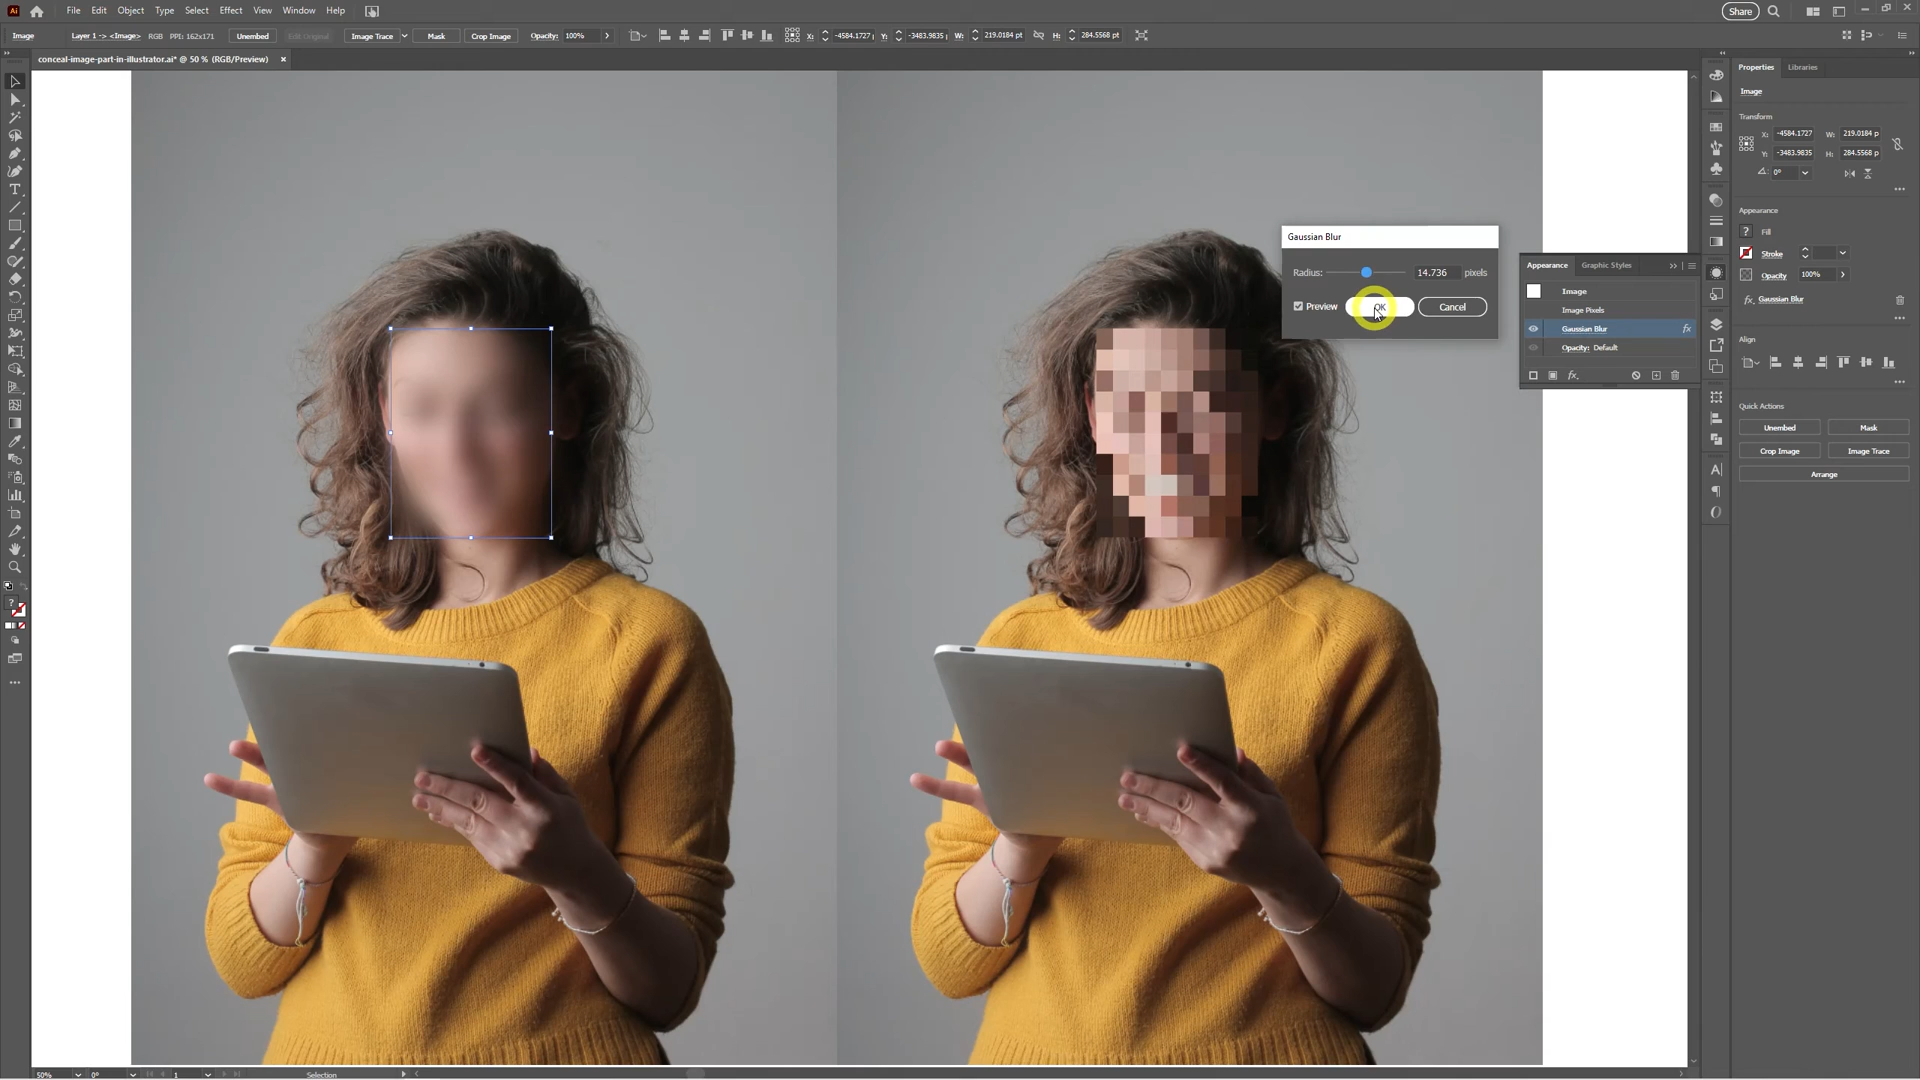 Ai File Edit Object Type Select Effect View Window Help Share
Image Layer 1 -> <Image> RGB PPI: 162x171 Unembed Edit Original Image Trace Mask Crop Image Opacity: 100% X: -4584.1727 Y: -3483.9835 W: 219.0184 pt H: 284.5568 pt
conceal-image-part-in-illustrator.ai* @ 50 % (RGB/Preview)
Gaussian Blur
Radius: 14.736 pixels
Preview OK Cancel
Appearance Graphic Styles
Image
Image Pixels
Gaussian Blur fx
Opacity: Default
fx.
Properties Libraries
Image
Transform
X: -4584.1727 W: 219.0184 p
Y: -3483.9835 H: 284.5568 p
0°
Appearance
? Fill
Stroke
Opacity 100%
fx. Gaussian Blur
Align
Quick Actions
Unembed Mask
Crop Image Image Trace
Arrange
50% 0° 1 Selection